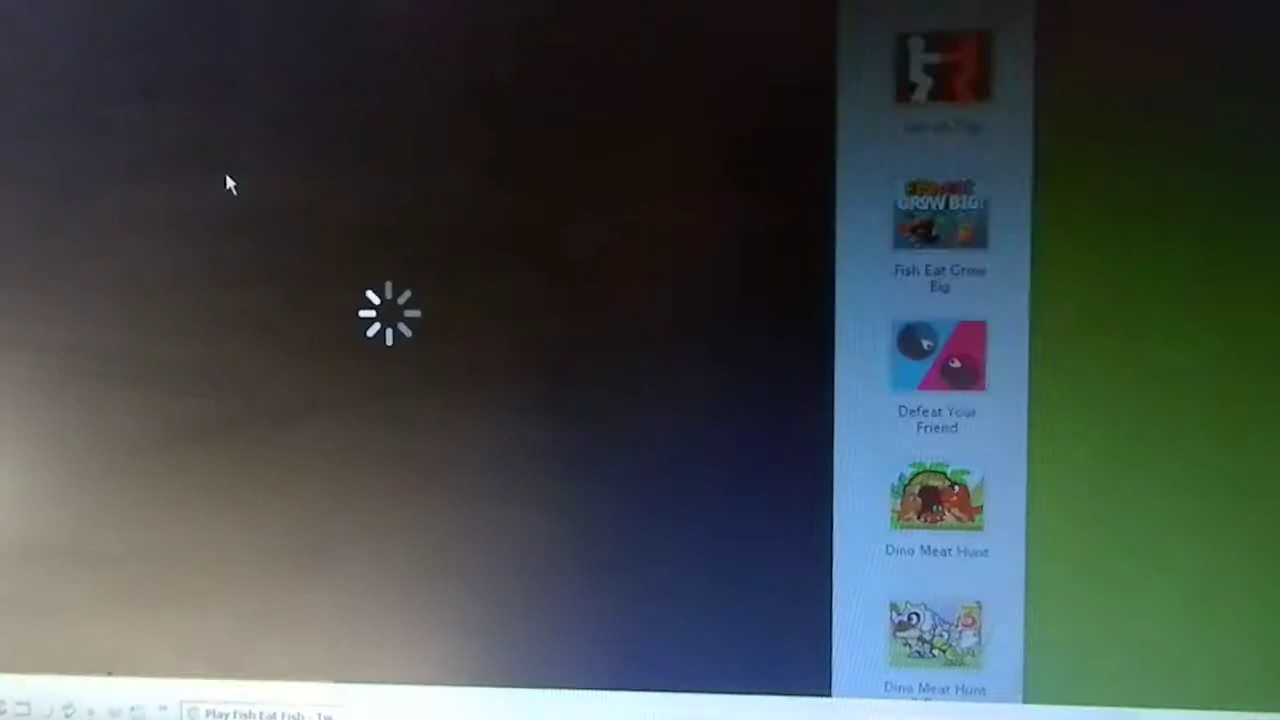 GROW BIG!
Fish Eat Grow
Big
Defeat Your
Friend
Dino Meat Hunt
Dino Meat Hunt
Play Fish Eat Fish - Tw